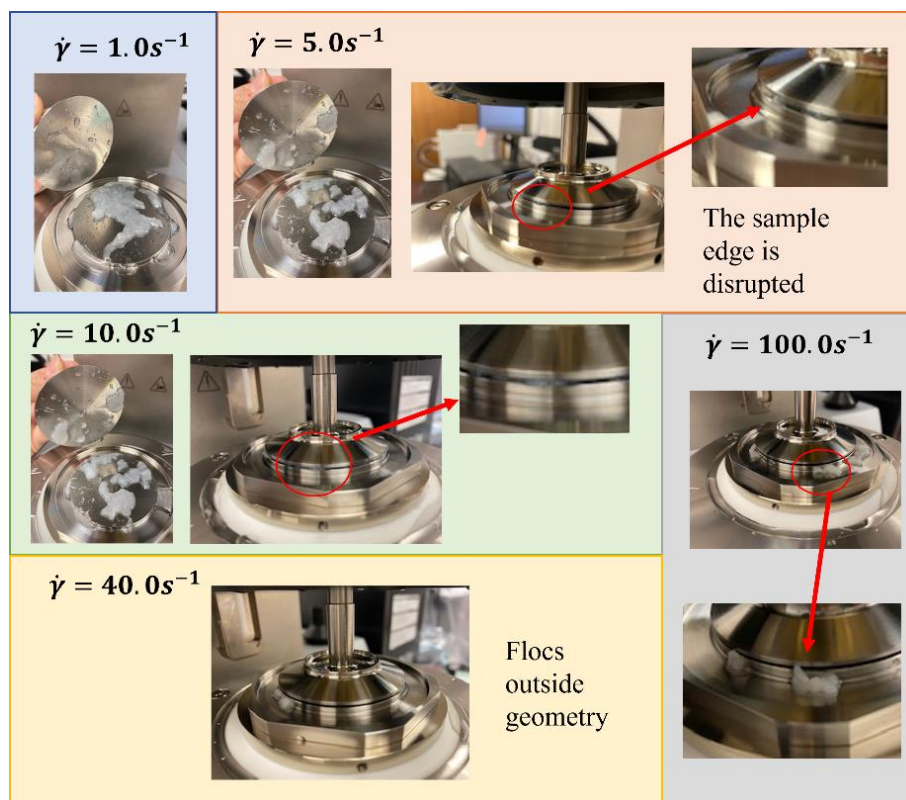 γ̇ = 1.0s⁻¹
γ̇ = 5.0s⁻¹
The sample
edge is
disrupted
γ̇ = 10.0s⁻¹
γ̇ = 100.0s⁻¹
γ̇ = 40.0s⁻¹
Flocs
outside
geometry